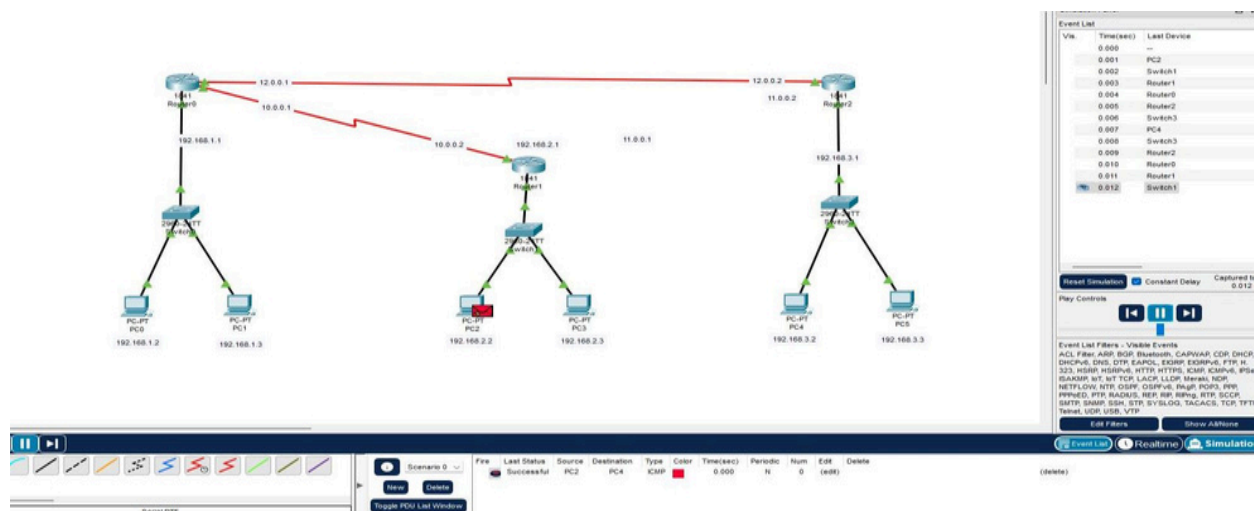 Event List
Vis. Time(sec) Last Device
0.000 --
0.001 PC2
0.002 Switch1
0.003 Router1
0.004 Router0
0.005 Router2
0.006 Switch3
0.007 PC4
0.008 Switch3
0.009 Router2
0.010 Router0
0.011 Router1
0.012 Switch1
Reset Simulation Constant Delay Captured to
0.012
Play Controls
Event List Filters - Visible Events
ACL Filter, ARP, BGP, Bluetooth, CAPWAP, CDP, DHCP,
DHCPv6, DNS, DTP, EAPOL, EIGRP, EIGRPv6, FTP, H.
323, HSRP, HSRPv6, HTTP, HTTPS, ICMP, ICMPv6, IPSe
ISAKMP, IoT, IoT TCP, LACP, LLDP, Meraki, NDP,
NETFLOW, NTP, OSPF, OSPFv6, PAgP, POP3, PPP,
PPPoED, PTP, RADIUS, REP, RIP, RIPng, RTP, SCCP,
SMTP, SNMP, SSH, STP, SYSLOG, TACACS, TCP, TFTP
Telnet, UDP, USB, VTP
Edit Filters Show All/None
Event List Realtime Simulatio
12.0.0.1
12.0.0.2
1841
Router0
10.0.0.1
11.0.0.2
1841
Router2
192.168.1.1
10.0.0.2
192.168.2.1
11.0.0.1
Router1
192.168.3.1
PC-PT
PC0
PC-PT
PC1
PC-PT
PC2
PC-PT
PC3
PC-PT
PC4
PC-PT
PC5
192.168.1.2
192.168.1.3
192.168.2.2
192.168.2.3
192.168.3.2
192.168.3.3
Scenario 0
New Delete
Toggle PDU List Window
Fire Last Status Source Destination Type Color Time(sec) Periodic Num Edit Delete
Successful PC2 PC4 ICMP 0.000 N 0 (edit) (delete)